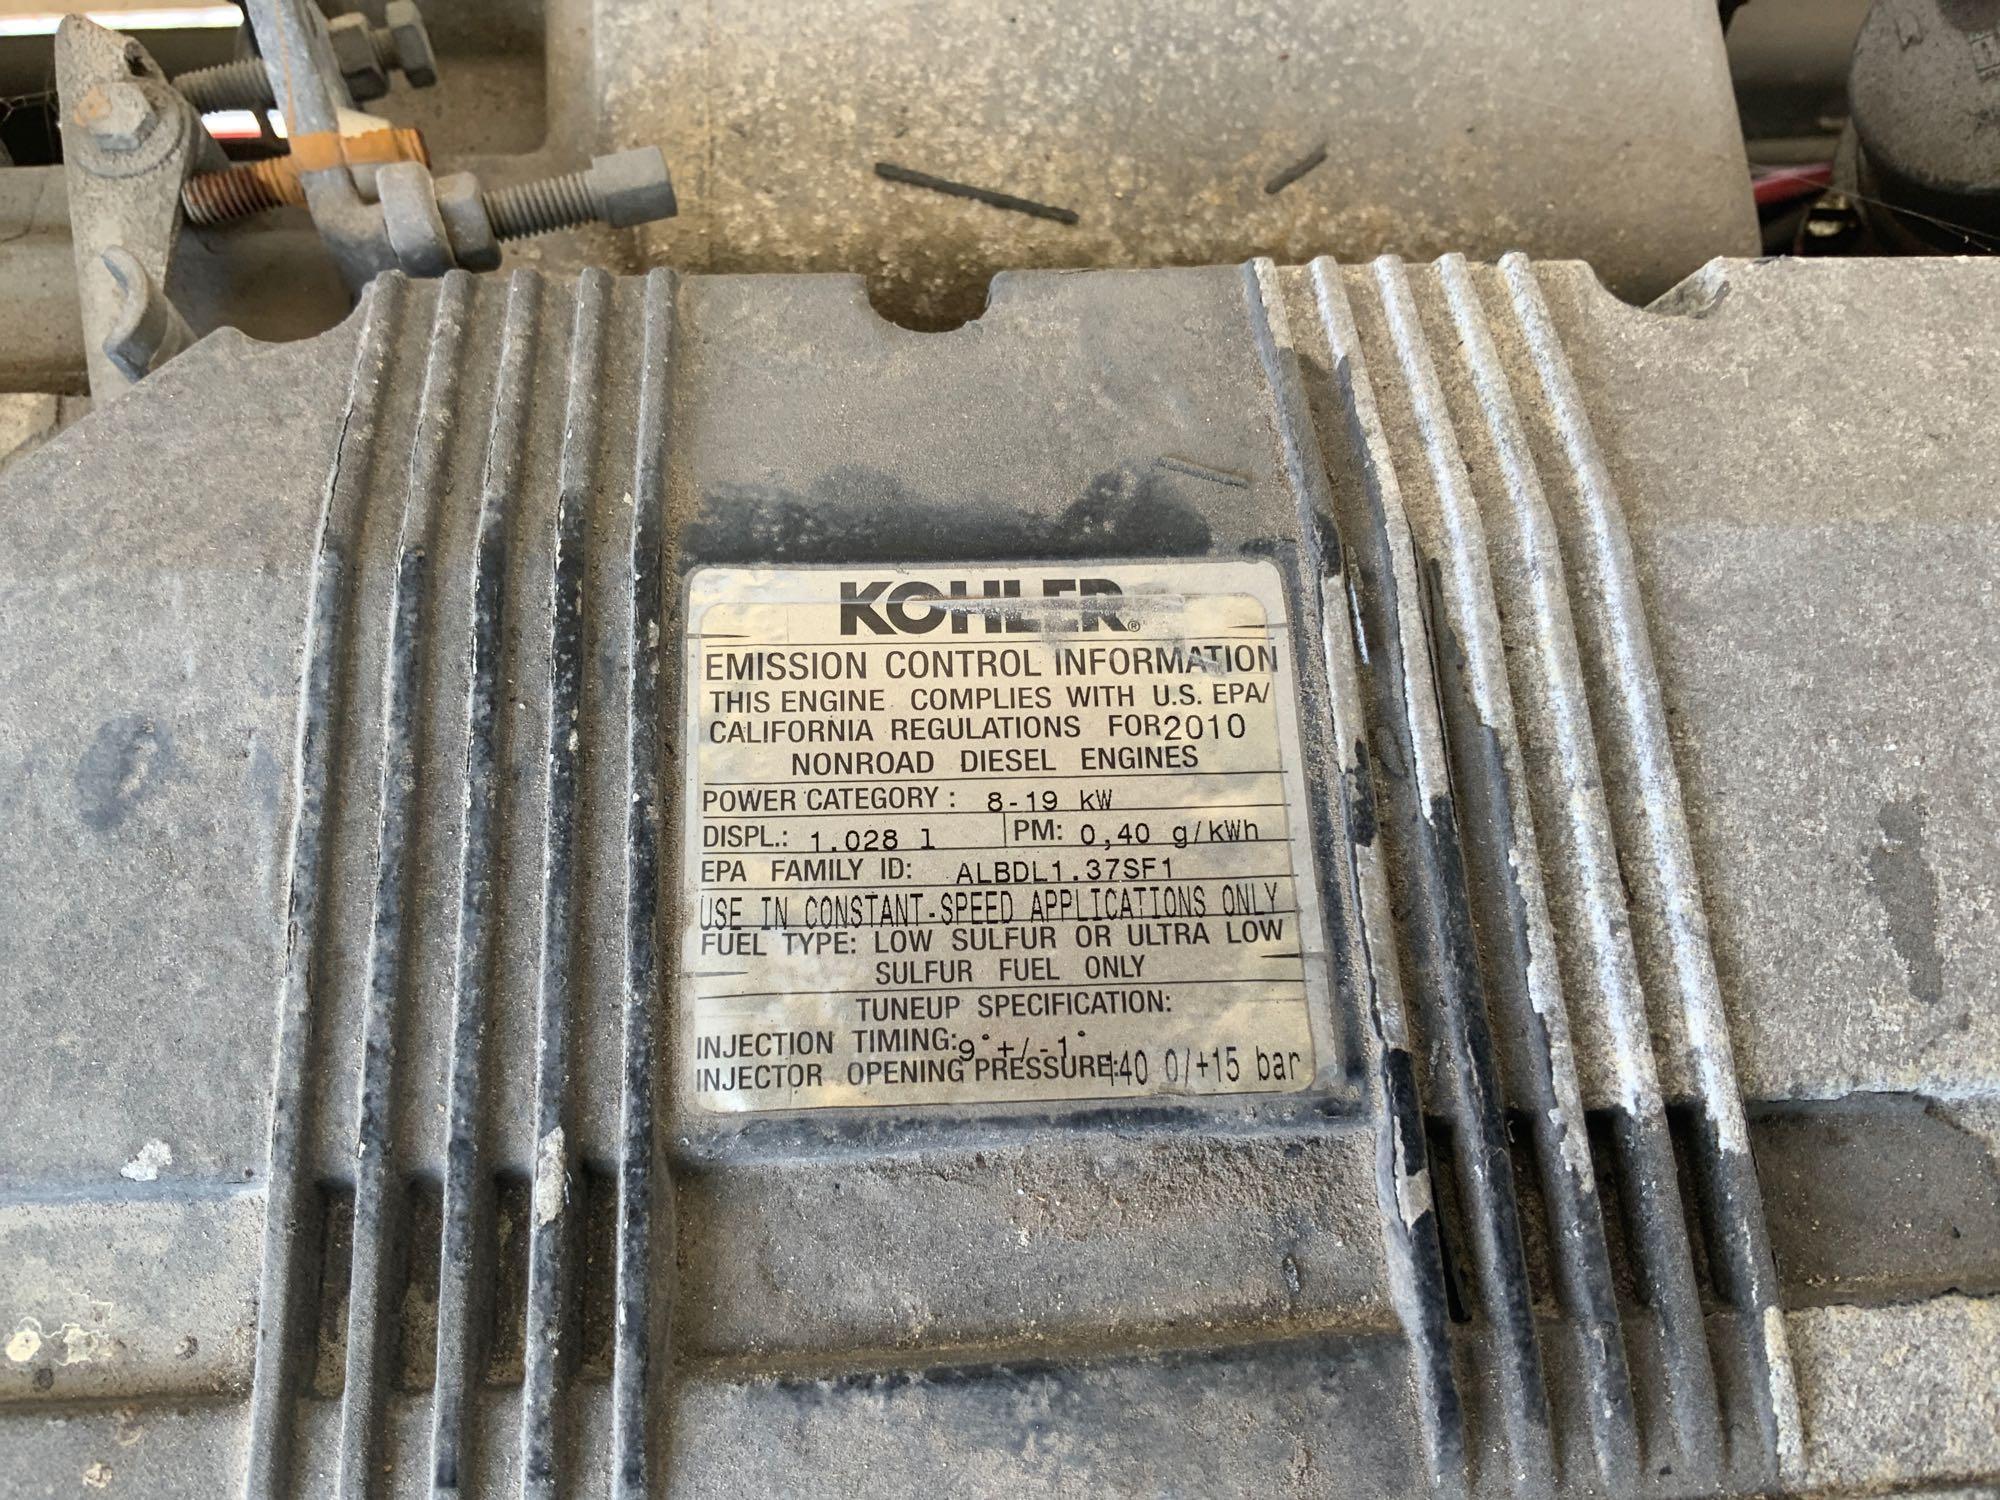 KOHLER®
EMISSION CONTROL INFORMATION
THIS ENGINE COMPLIES WITH U.S. EPA/
CALIFORNIA REGULATIONS FOR 2010
NONROAD DIESEL ENGINES
POWER CATEGORY : 8-19 kW
DISPL.: 1.028 l PM: 0,40 g/kWh
EPA FAMILY ID: ALBDL1.37SF1
USE IN CONSTANT-SPEED APPLICATIONS ONLY
FUEL TYPE: LOW SULFUR OR ULTRA LOW
SULFUR FUEL ONLY
TUNEUP SPECIFICATION:
INJECTION TIMING: 9°+/-1°
INJECTOR OPENING PRESSURE: 140 0/+15 bar